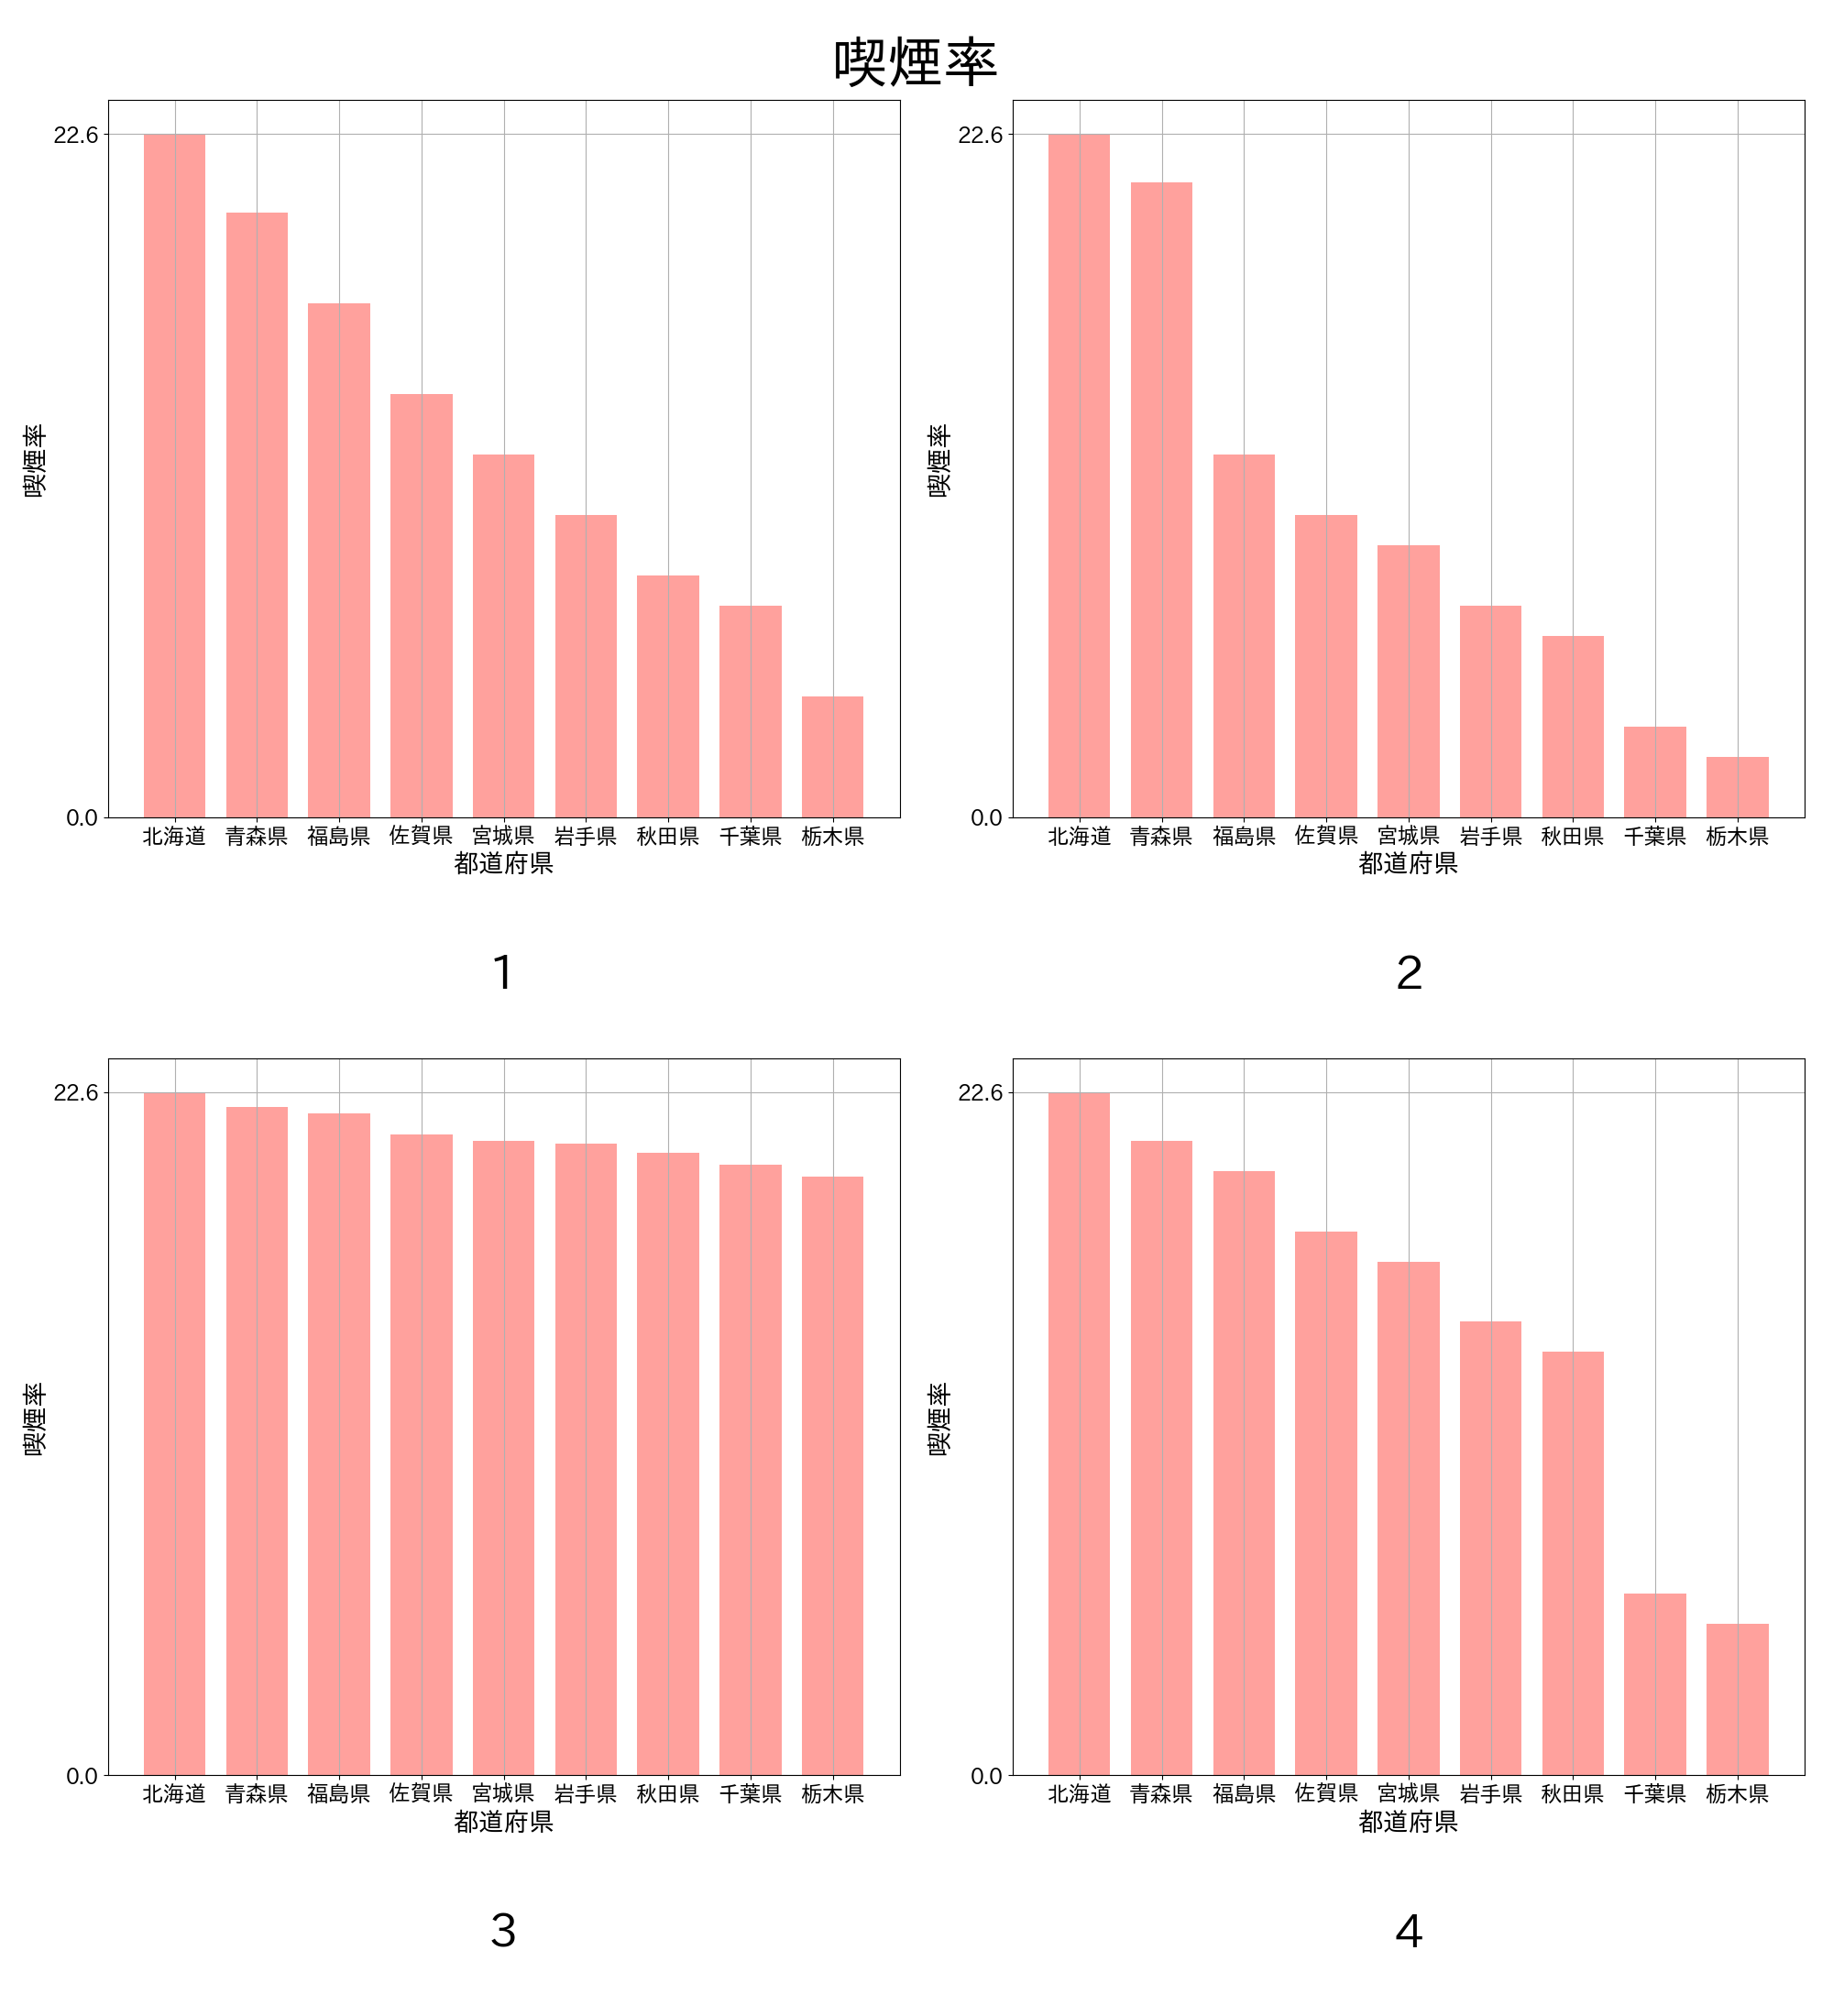 喫煙率
喫煙率
22.6
0.0
北海道 青森県 福島県 佐賀県 宮城県 岩手県 秋田県 千葉県 栃木県
都道府県
1
喫煙率
22.6
0.0
北海道 青森県 福島県 佐賀県 宮城県 岩手県 秋田県 千葉県 栃木県
都道府県
2
喫煙率
22.6
0.0
北海道 青森県 福島県 佐賀県 宮城県 岩手県 秋田県 千葉県 栃木県
都道府県
3
喫煙率
22.6
0.0
北海道 青森県 福島県 佐賀県 宮城県 岩手県 秋田県 千葉県 栃木県
都道府県
4